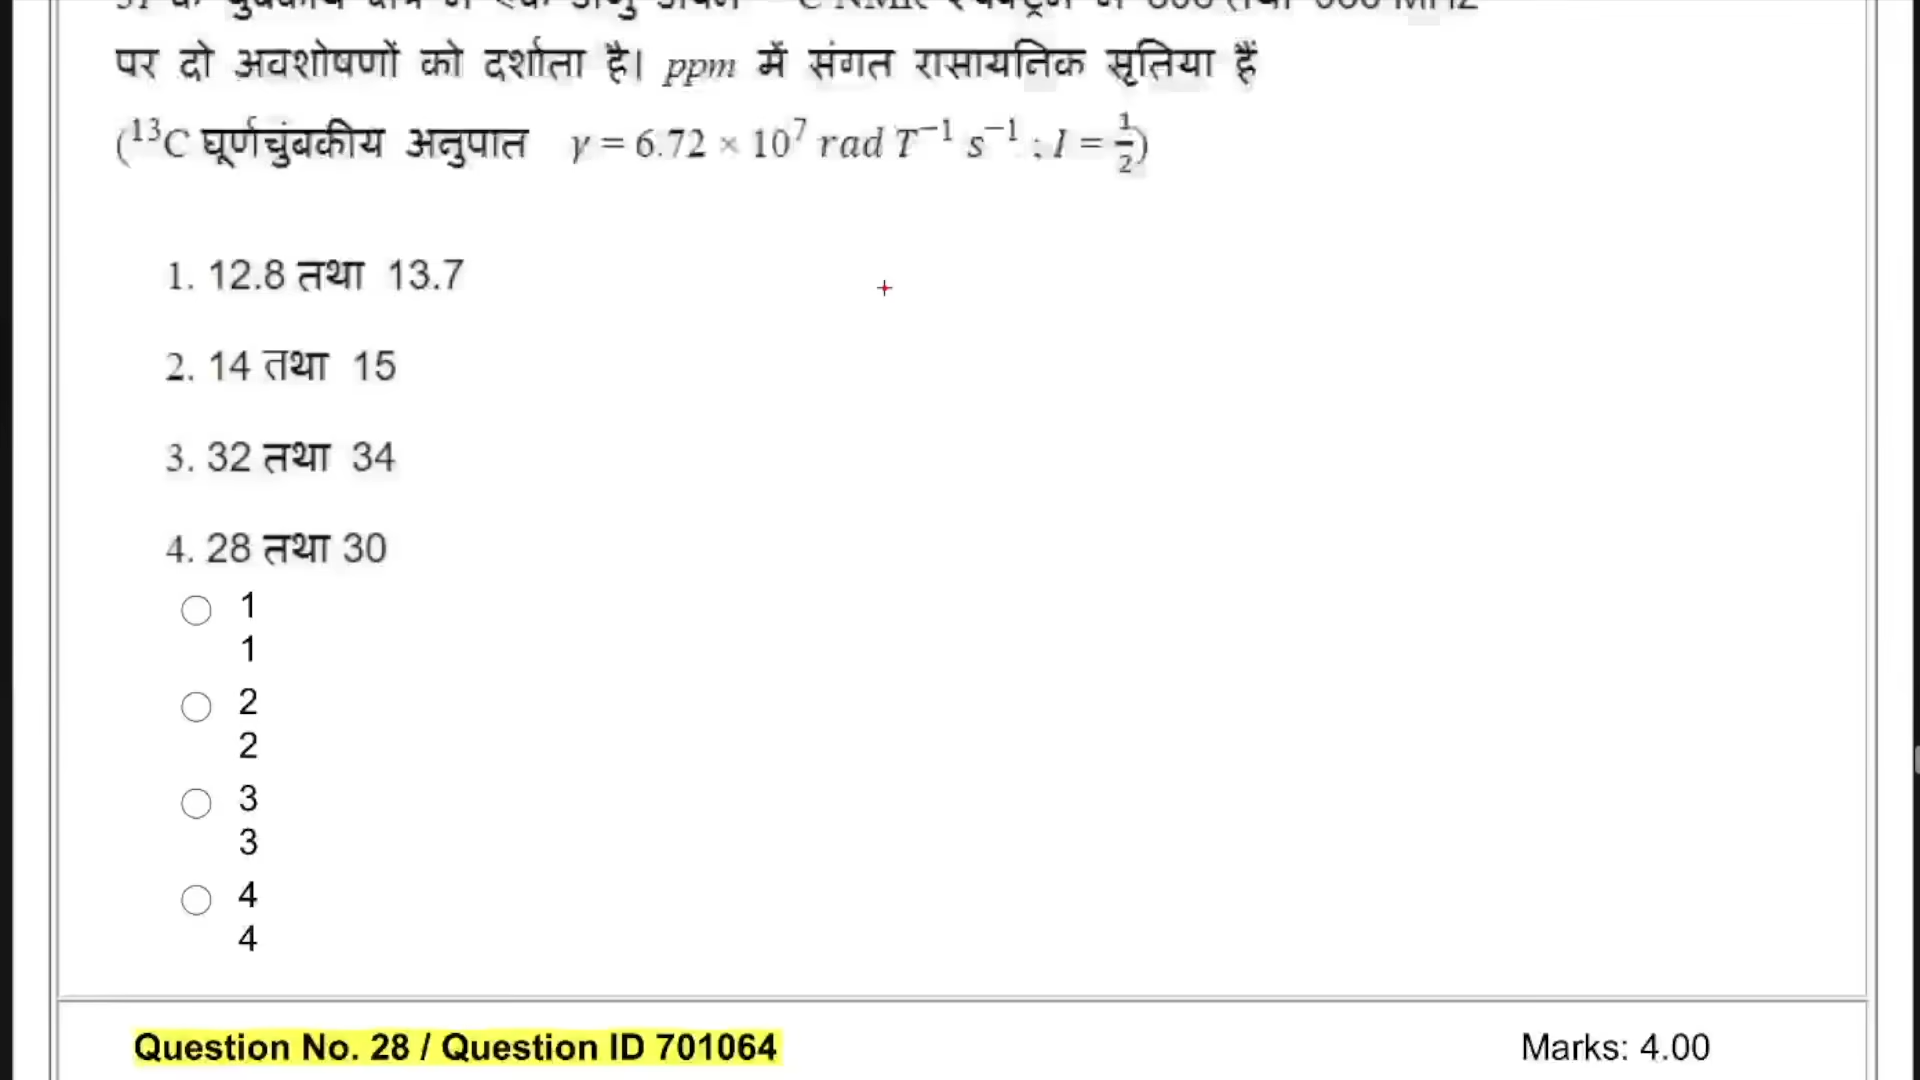 पर दो अवशोषणों को दर्शाता है। ppm में संगत रासायनिक सृतिया हैं
(¹³C घूर्णचुंबकीय अनुपात γ = 6.72 × 10⁷ rad T⁻¹ s⁻¹ ; I = 1/2)
1. 12.8 तथा 13.7
2. 14 तथा 15
3. 32 तथा 34
4. 28 तथा 30
1
1
2
2
3
3
4
4
Question No. 28 / Question ID 701064 Marks: 4.00